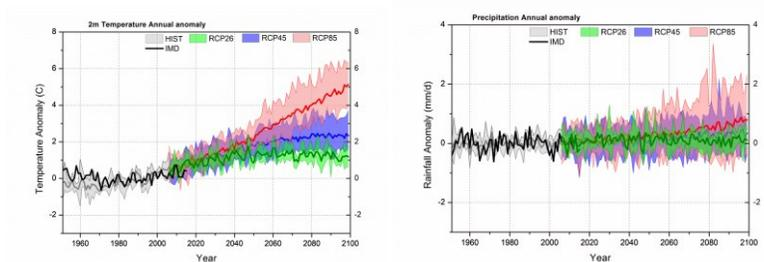 2m Temperature Annual anomaly
HIST RCP26 RCP45 RCP85
IMD
8 8
6 6
4 4
2 2
0 0
-2 -2
Temperature Anomaly (C)
1960 1980 2000 2020 2040 2060 2080 2100
Year
Precipitation Annual anomaly
HIST RCP26 RCP45 RCP85
IMD
4 4
2 2
0 0
-2 -2
Rainfall Anomaly (mm/d)
1960 1980 2000 2020 2040 2060 2080 2100
Year